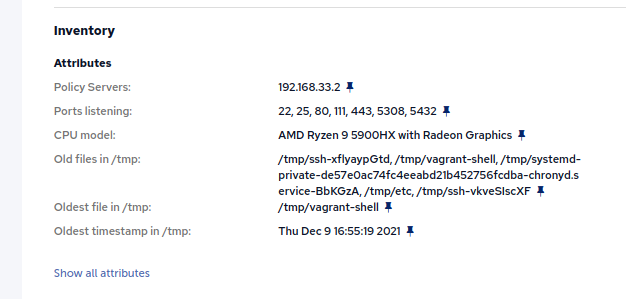 Inventory
Attributes
Policy Servers: 192.168.33.2
Ports listening: 22, 25, 80, 111, 443, 5308, 5432
CPU model: AMD Ryzen 9 5900HX with Radeon Graphics
Old files in /tmp: /tmp/ssh-xflyaypGtd, /tmp/vagrant-shell, /tmp/systemd-
private-de57e0ac74fc4eeabd21b452756fcdba-chronyd.s
ervice-BbKGzA, /tmp/etc, /tmp/ssh-vkveSIscXF
Oldest file in /tmp: /tmp/vagrant-shell
Oldest timestamp in /tmp: Thu Dec 9 16:55:19 2021
Show all attributes